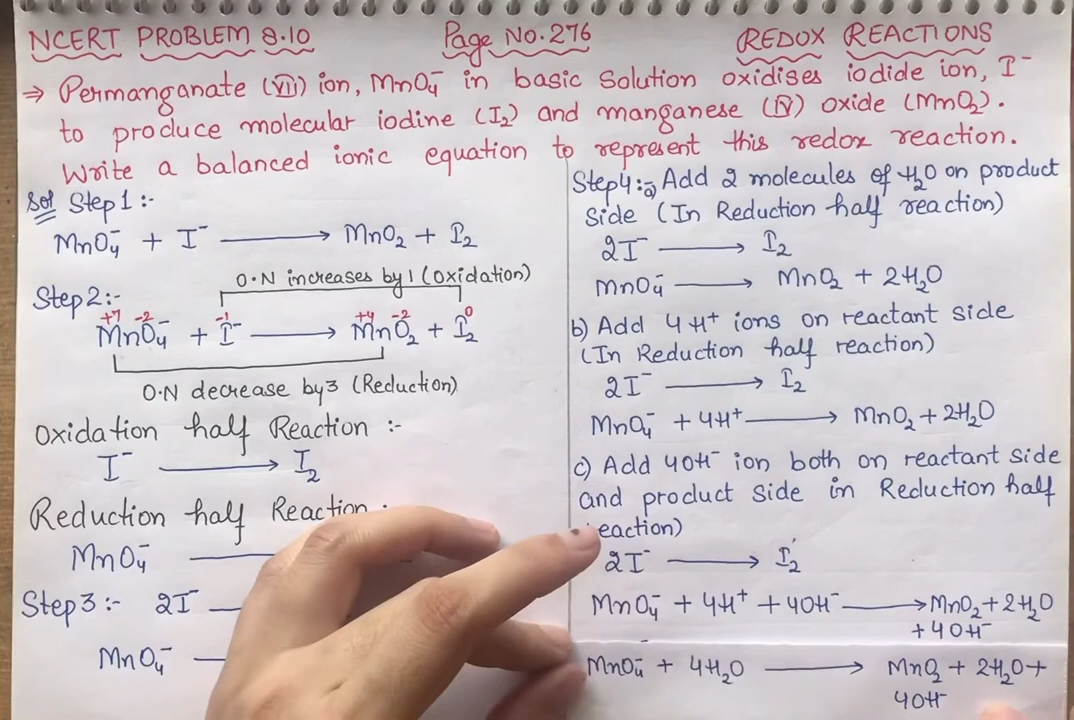 NCERT PROBLEM 8.10 Page No. 276 REDOX REACTIONS
⇒ Permanganate (VII) ion, MnO₄⁻ in basic solution oxidises iodide ion, I⁻
to produce molecular iodine (I₂) and manganese (IV) oxide (MnO₂).
Write a balanced ionic equation to represent this redox reaction.
Sol Step 1 :-
MnO₄⁻ + I⁻ ⟶ MnO₂ + I₂
O.N increases by 1 (Oxidation)
Step 2 :-
+7 -2 -1 +4 -2 0
MnO₄⁻ + I⁻ ⟶ MnO₂ + I₂
O.N decrease by 3 (Reduction)
Oxidation half Reaction :-
I⁻ ⟶ I₂
Reduction half Reaction :-
MnO₄⁻
Step 3 :- 2I⁻
MnO₄⁻
Step 4 :- a) Add 2 molecules of H₂O on product
side (In Reduction half reaction)
2I⁻ ⟶ I₂
MnO₄⁻ ⟶ MnO₂ + 2H₂O
b) Add 4H⁺ ions on reactant side
(In Reduction half reaction)
2I⁻ ⟶ I₂
MnO₄⁻ + 4H⁺ ⟶ MnO₂ + 2H₂O
c) Add 4OH⁻ ion both on reactant side
and product side in Reduction half
eaction)
2I⁻ ⟶ I₂
MnO₄⁻ + 4H⁺ + 4OH⁻ ⟶ MnO₂ + 2H₂O
+ 4OH⁻
MnO₄⁻ + 4H₂O ⟶ MnO₂ + 2H₂O +
4OH⁻